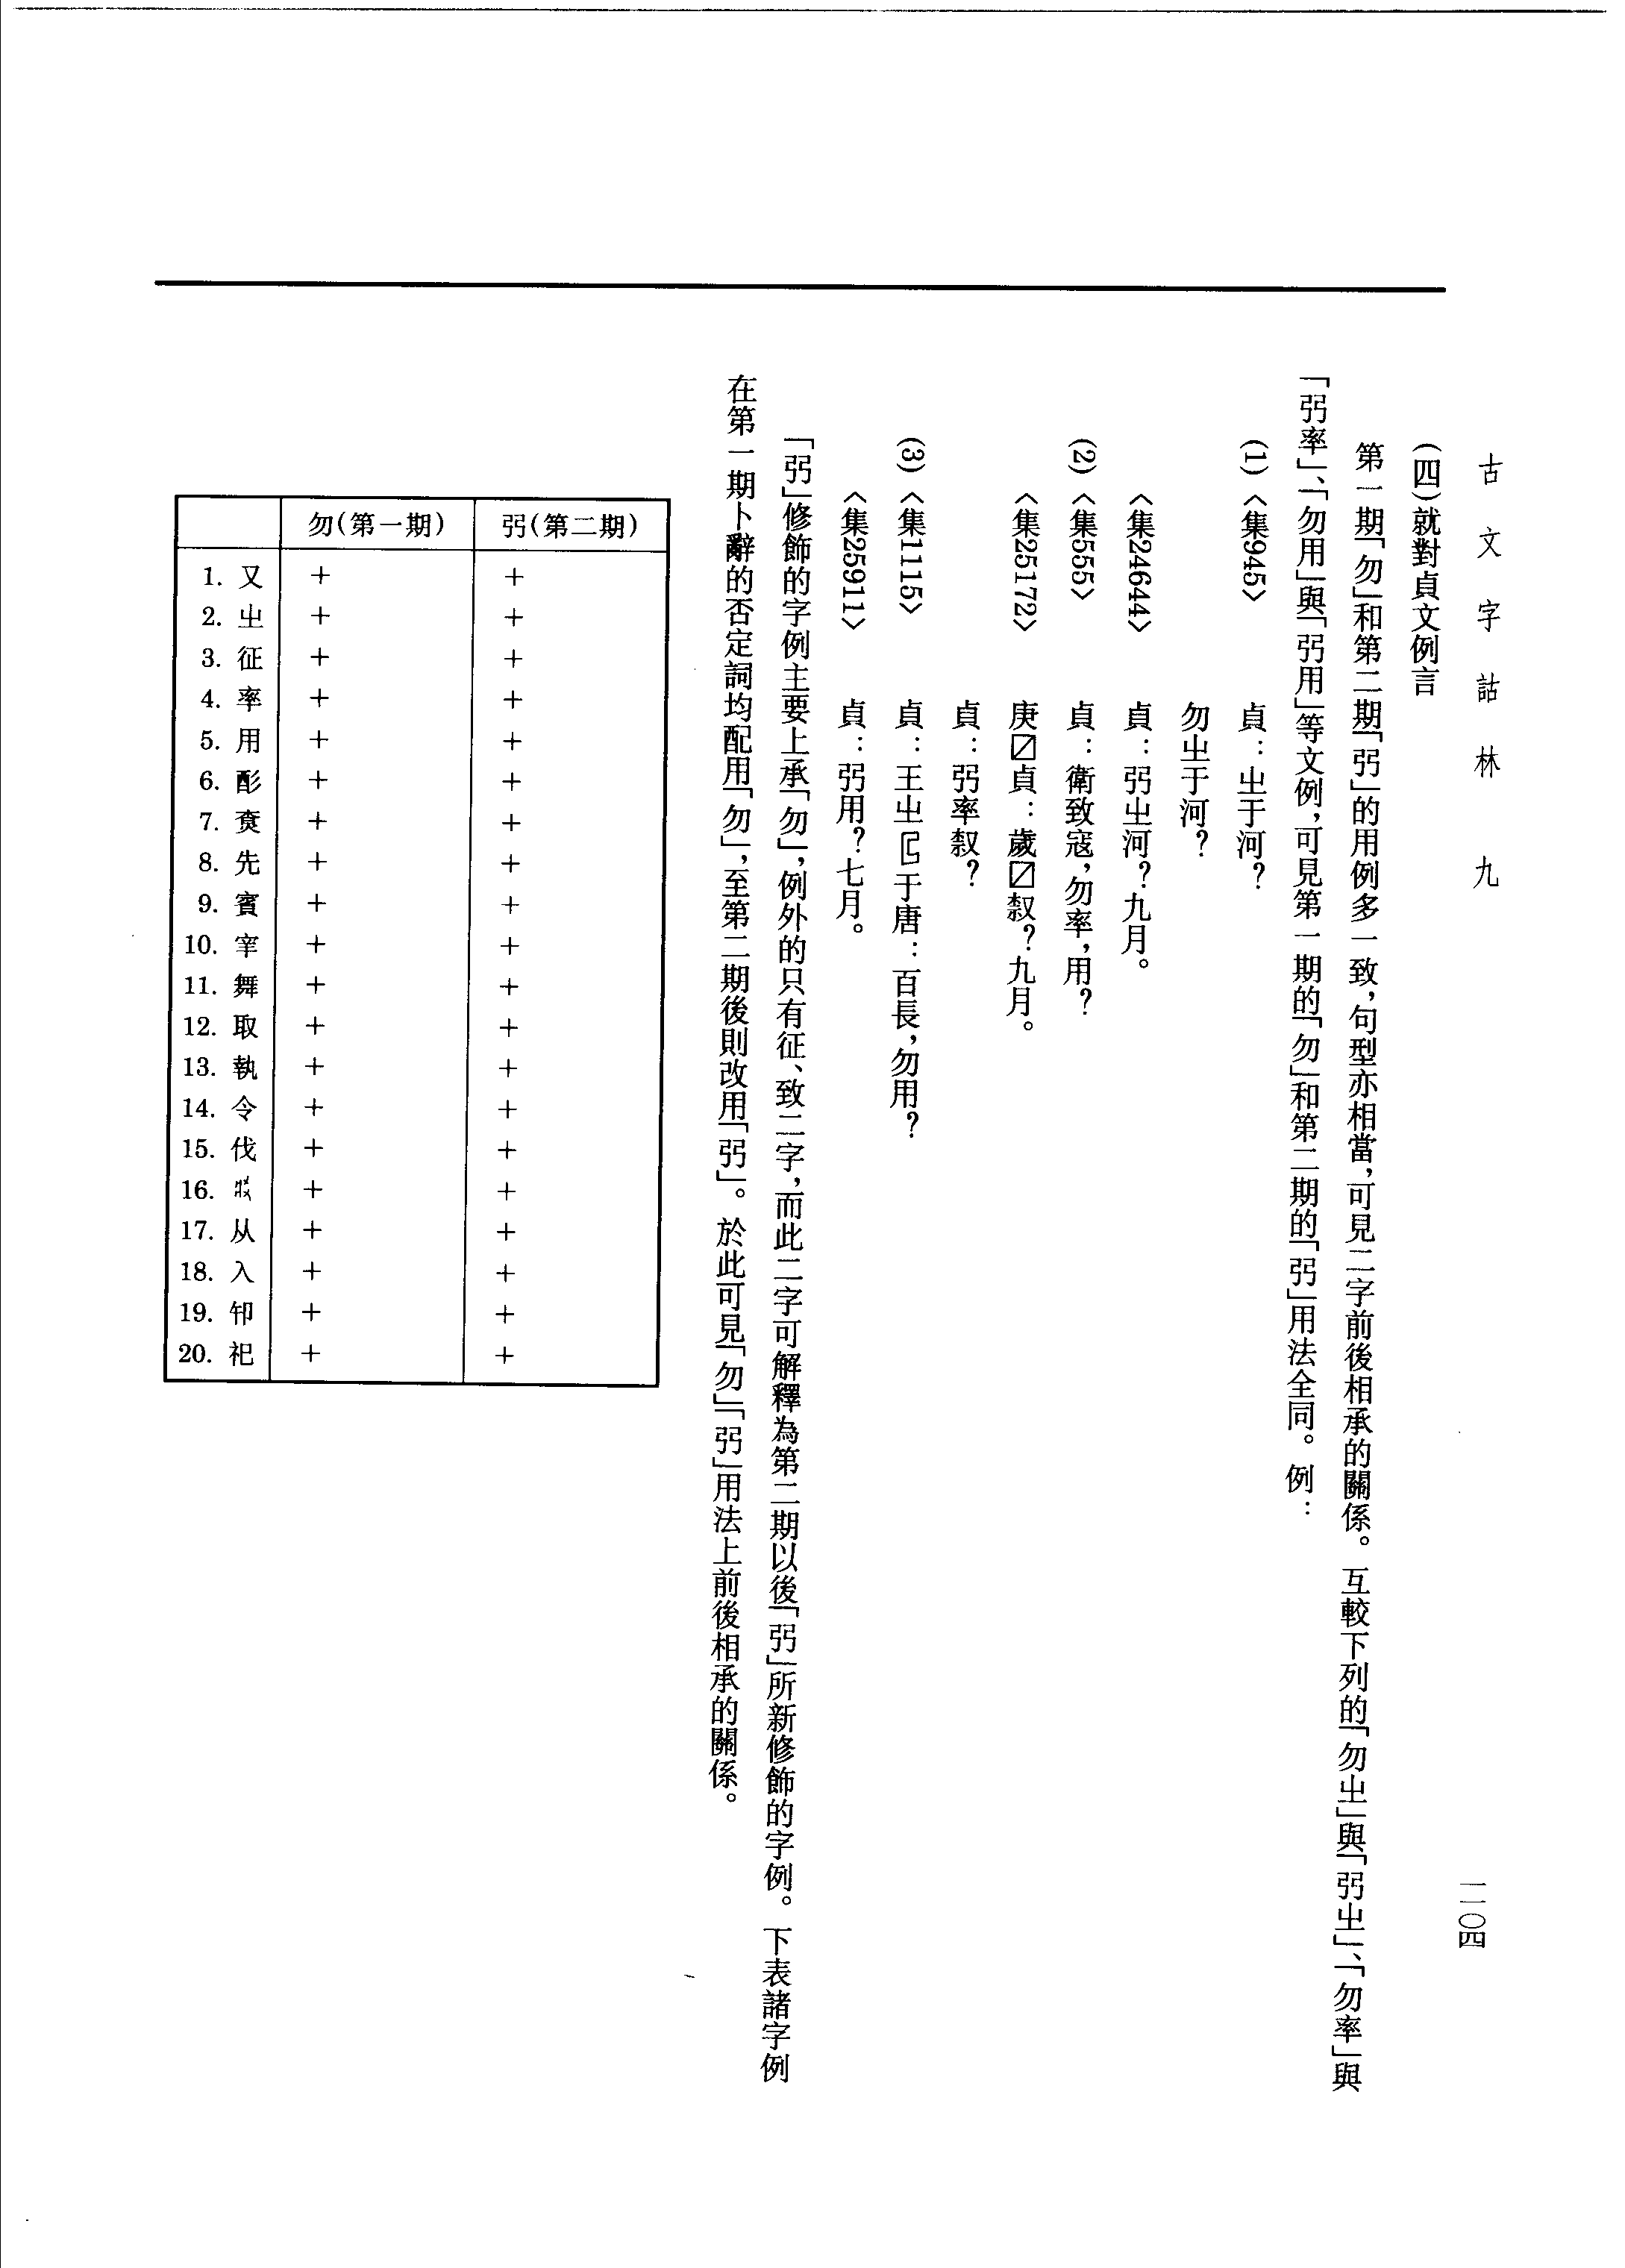 古文字詁林 九
一一〇四
(四)就對貞文例言
第一期「勿」和第二期「弜」的用例多一致，句型亦相當，可見二字前後相承的關係。互較下列的「勿㞢」與「弜㞢」、「勿率」與
「弜率」、「勿用」與「弜用」等文例，可見第一期的「勿」和第二期的「弜」用法全同。例：
(1)〈集945〉 貞：㞢于河？
勿㞢于河？
〈集24644〉 貞：弜㞢河？九月。
(2)〈集555〉 貞：衛致寇，勿率，用？
〈集25172〉 庚☑貞：歲☑㕢？九月。
貞：弜率㕢？
(3)〈集1115〉 貞：王㞢匚于唐：百長，勿用？
〈集25911〉 貞：弜用？七月。
「弜」修飾的字例主要上承「勿」，例外的只有征、致二字，而此二字可解釋為第二期以後「弜」所新修飾的字例。下表諸字例
在第一期卜辭的否定詞均配用「勿」，至第二期後則改用「弜」。於此可見「勿」「弜」用法上前後相承的關係。
勿(第一期) 弜(第二期)
1. 又 + +
2. 㞢 + +
3. 征 + +
4. 率 + +
5. 用 + +
6. 酌 + +
7. 𤉲 + +
8. 先 + +
9. 賓 + +
10. 宰 + +
11. 舞 + +
12. 取 + +
13. 執 + +
14. 令 + +
15. 伐 + +
16. + +
17. 从 + +
18. 入 + +
19. 卸 + +
20. 祀 + +